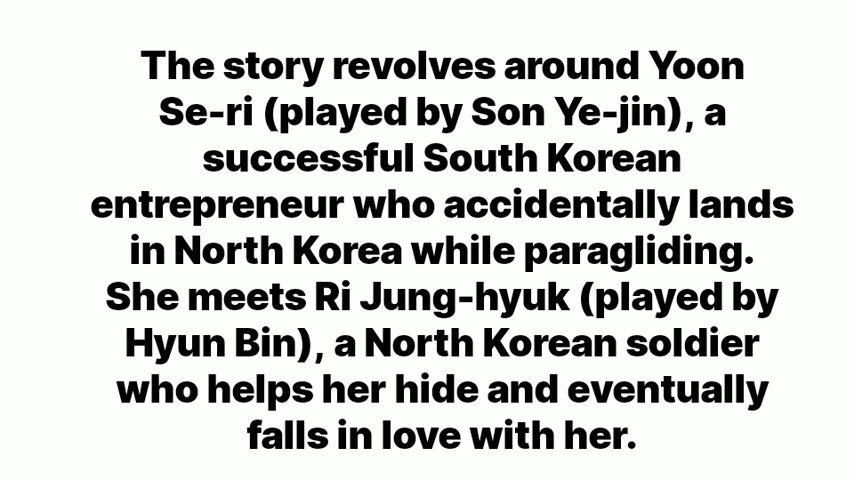 The story revolves around Yoon
Se-ri (played by Son Ye-jin), a
successful South Korean
entrepreneur who accidentally lands
in North Korea while paragliding.
She meets Ri Jung-hyuk (played by
Hyun Bin), a North Korean soldier
who helps her hide and eventually
falls in love with her.